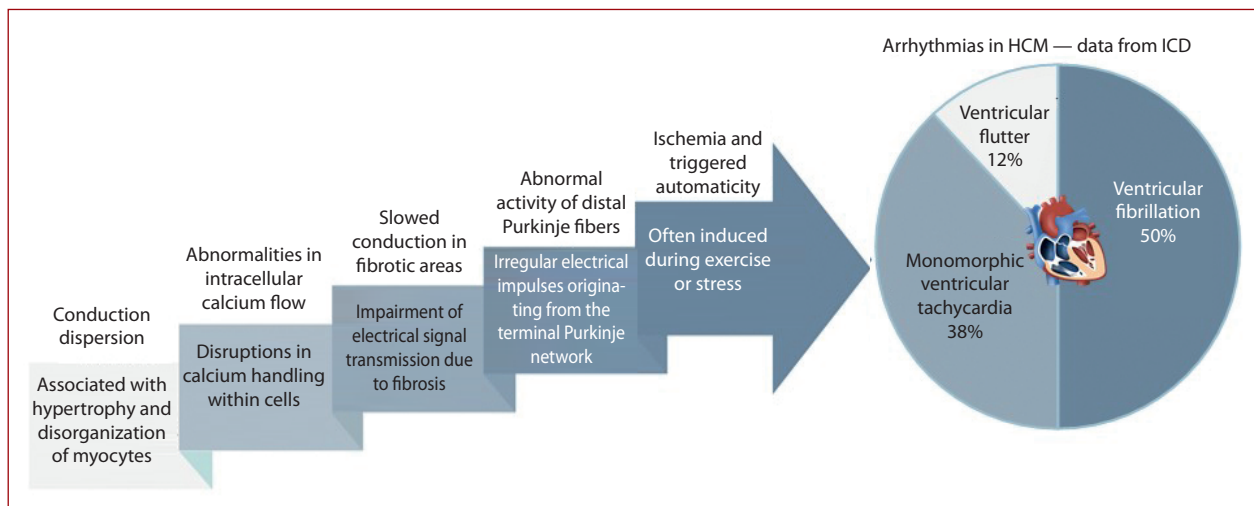 Conduction
dispersion
Associated with
hypertrophy and
disorganization
of myocytes
Abnormalities in
intracellular
calcium flow
Disruptions in
calcium handling
within cells
Slowed
conduction in
fibrotic areas
Impairment of
electrical signal
transmission due
to fibrosis
Abnormal
activity of distal
Purkinje fibers
Irregular electrical
impulses origina-
ting from the
terminal Purkinje
network
Ischemia and
triggered
automaticity
Often induced
during exercise
or stress
Arrhythmias in HCM — data from ICD
Ventricular
flutter
12%
Ventricular
fibrillation
50%
Monomorphic
ventricular
tachycardia
38%